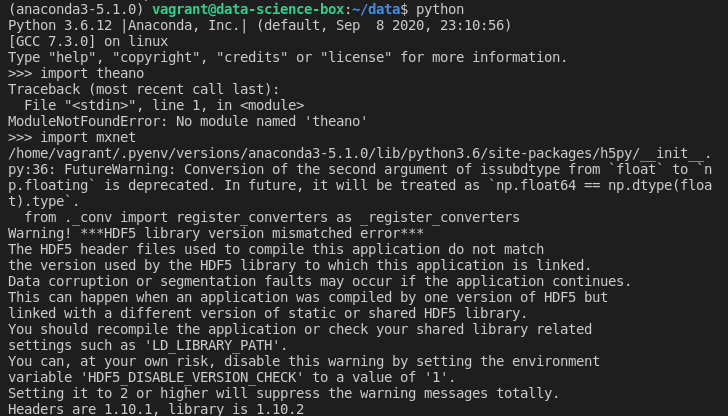 (anaconda3-5.1.0) vagrant@data-science-box:~/data$ python
Python 3.6.12 |Anaconda, Inc.| (default, Sep  8 2020, 23:10:56)
[GCC 7.3.0] on linux
Type "help", "copyright", "credits" or "license" for more information.
>>> import theano
Traceback (most recent call last):
  File "<stdin>", line 1, in <module>
ModuleNotFoundError: No module named 'theano'
>>> import mxnet
/home/vagrant/.pyenv/versions/anaconda3-5.1.0/lib/python3.6/site-packages/h5py/__init__.
py:36: FutureWarning: Conversion of the second argument of issubdtype from `float` to `n
p.floating` is deprecated. In future, it will be treated as `np.float64 == np.dtype(floa
t).type`.
  from ._conv import register_converters as _register_converters
Warning! ***HDF5 library version mismatched error***
The HDF5 header files used to compile this application do not match
the version used by the HDF5 library to which this application is linked.
Data corruption or segmentation faults may occur if the application continues.
This can happen when an application was compiled by one version of HDF5 but
linked with a different version of static or shared HDF5 library.
You should recompile the application or check your shared library related
settings such as 'LD_LIBRARY_PATH'.
You can, at your own risk, disable this warning by setting the environment
variable 'HDF5_DISABLE_VERSION_CHECK' to a value of '1'.
Setting it to 2 or higher will suppress the warning messages totally.
Headers are 1.10.1, library is 1.10.2